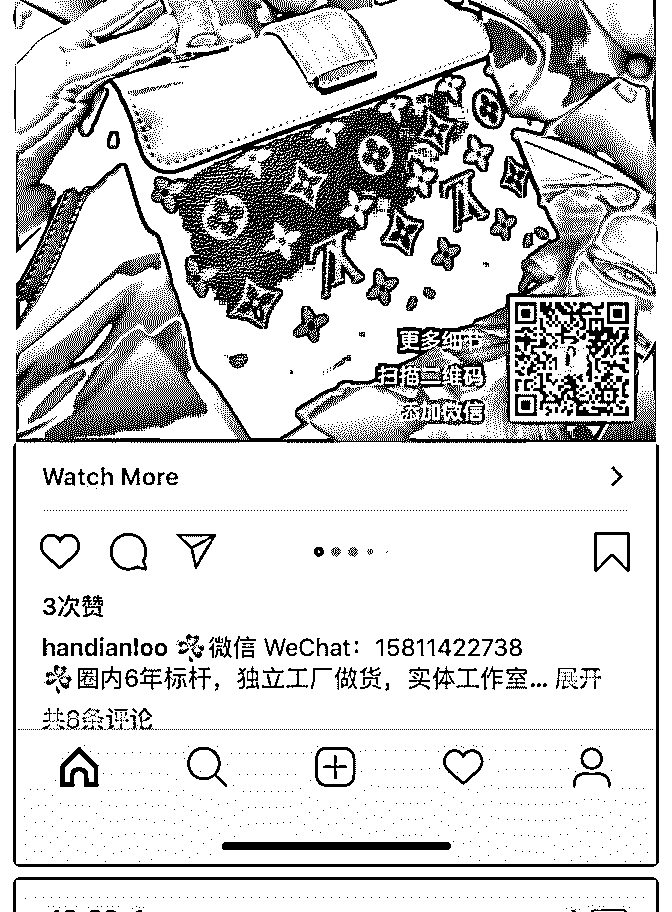 更多细节
扫描二维码
添加微信
Watch More
3次赞
handianloo 微信 WeChat：15811422738
圈内6年标杆，独立工厂做货，实体工作室... 展开
共8条评论